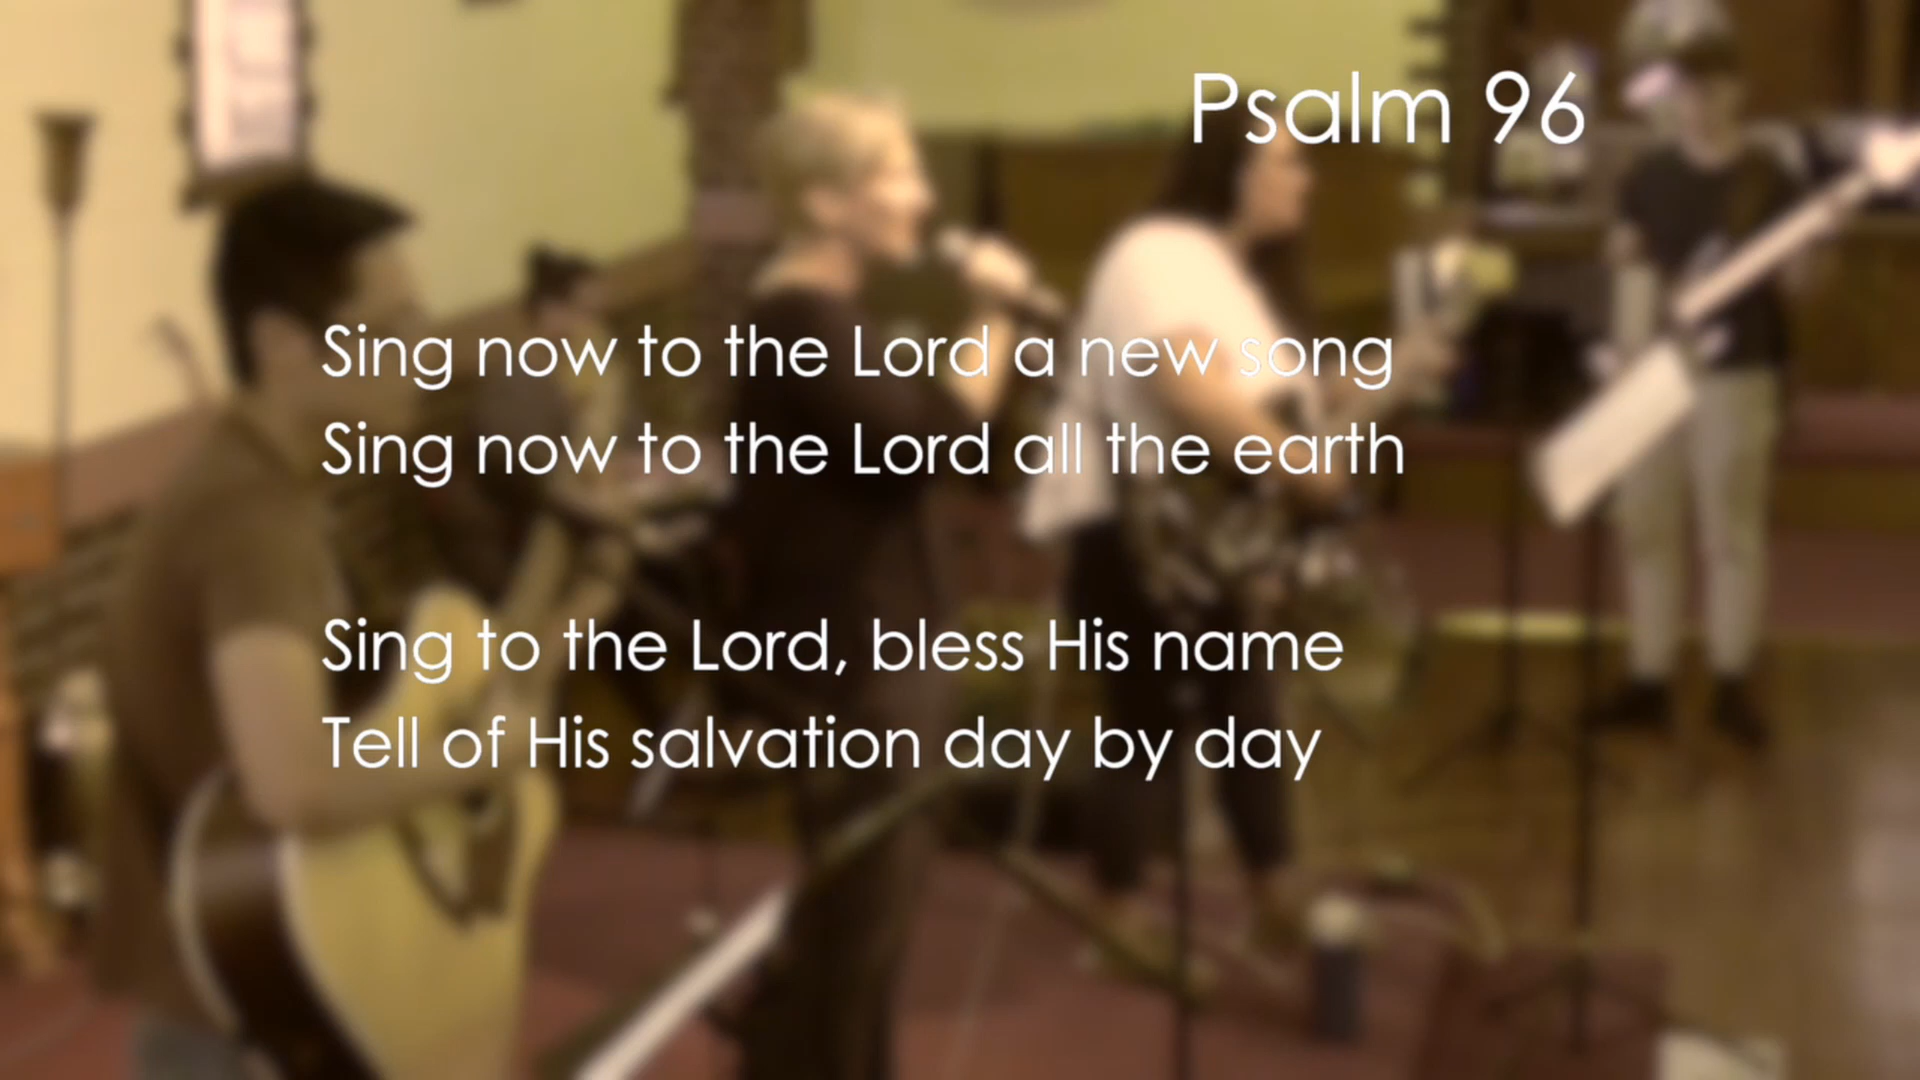 Psalm 96
Sing now to the Lord a new song
Sing now to the Lord all the earth
Sing to the Lord, bless His name
Tell of His salvation day by day